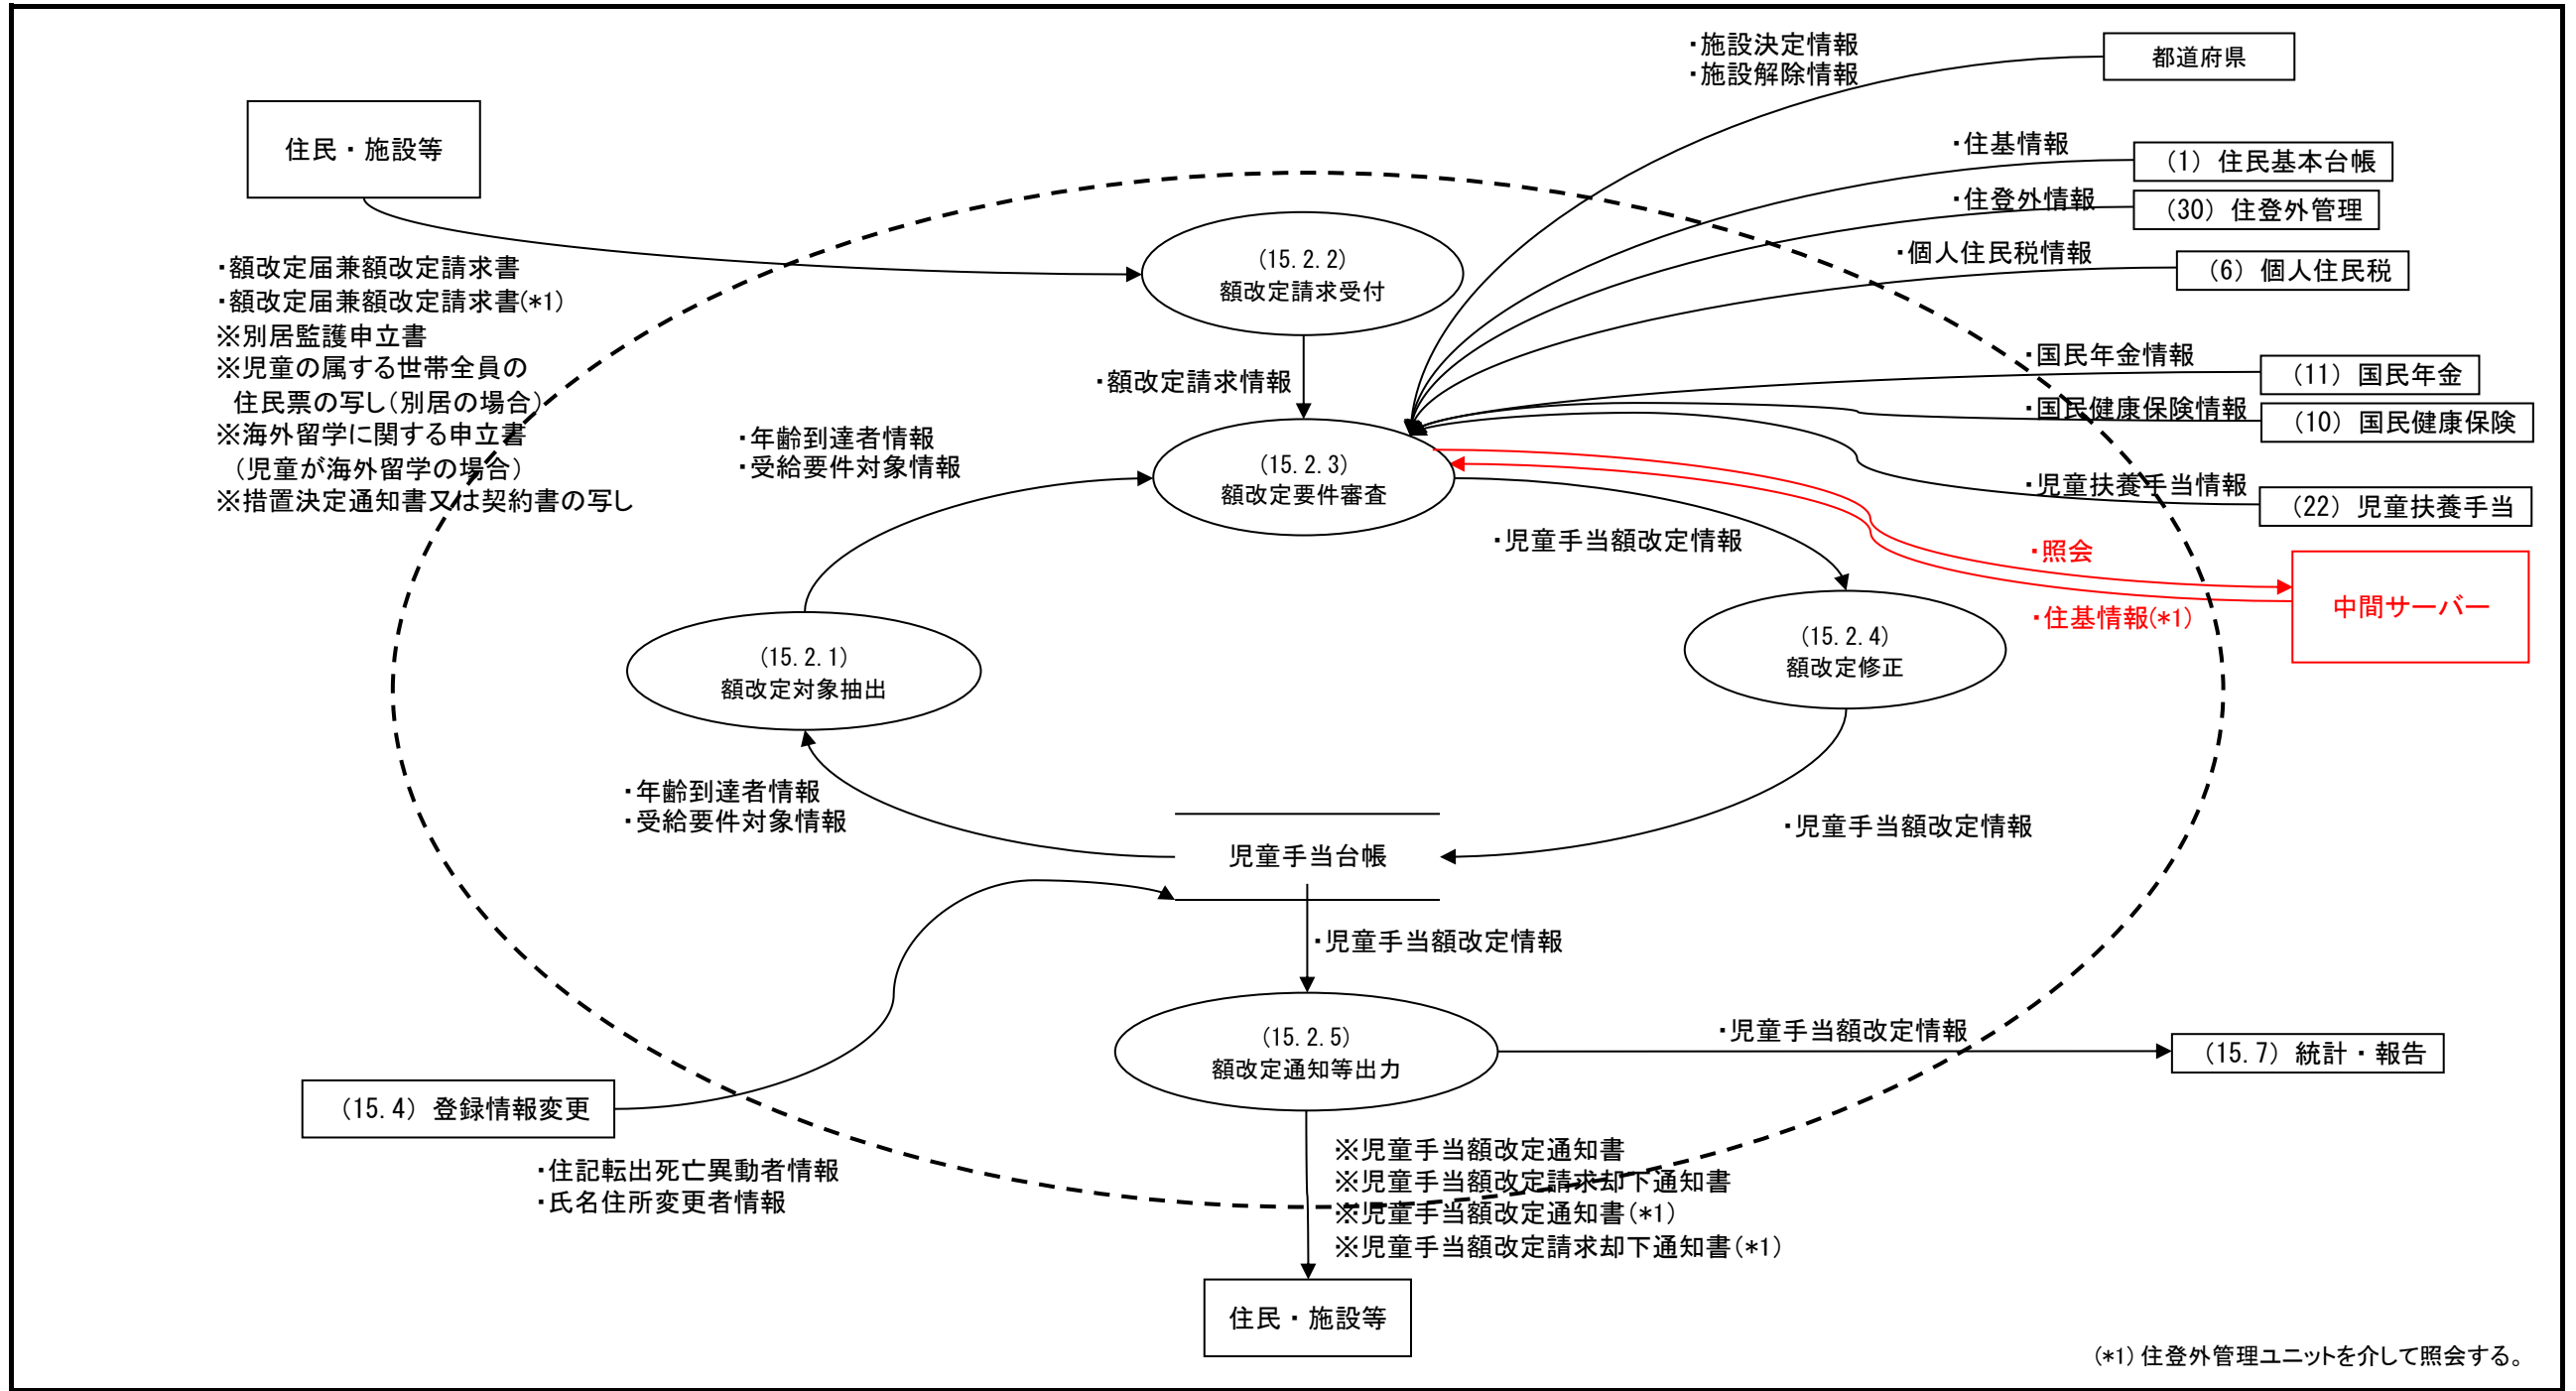 ・施設決定情報
・施設解除情報
都道府県
住民・施設等
・住基情報
(1) 住民基本台帳
・住登外情報
(30) 住登外管理
・個人住民税情報
(6) 個人住民税
(15.2.2)
額改定請求受付
・額改定届兼額改定請求書
・額改定届兼額改定請求書(*1)
※別居監護申立書
※児童の属する世帯全員の
住民票の写し(別居の場合)
※海外留学に関する申立書
(児童が海外留学の場合)
※措置決定通知書又は契約書の写し
・額改定請求情報
・国民年金情報
(11) 国民年金
・国民健康保険情報
(10) 国民健康保険
・年齢到達者情報
・受給要件対象情報
(15.2.3)
額改定要件審査
・児童扶養手当情報
(22) 児童扶養手当
・児童手当額改定情報
・照会
中間サーバー
・住基情報(*1)
(15.2.1)
額改定対象抽出
(15.2.4)
額改定修正
・年齢到達者情報
・受給要件対象情報
児童手当台帳
・児童手当額改定情報
・児童手当額改定情報
(15.2.5)
額改定通知等出力
・児童手当額改定情報
(15.7) 統計・報告
(15.4) 登録情報変更
・住記転出死亡異動者情報
・氏名住所変更者情報
※児童手当額改定通知書
※児童手当額改定請求却下通知書
※児童手当額改定通知書(*1)
※児童手当額改定請求却下通知書(*1)
住民・施設等
(*1) 住登外管理ユニットを介して照会する。